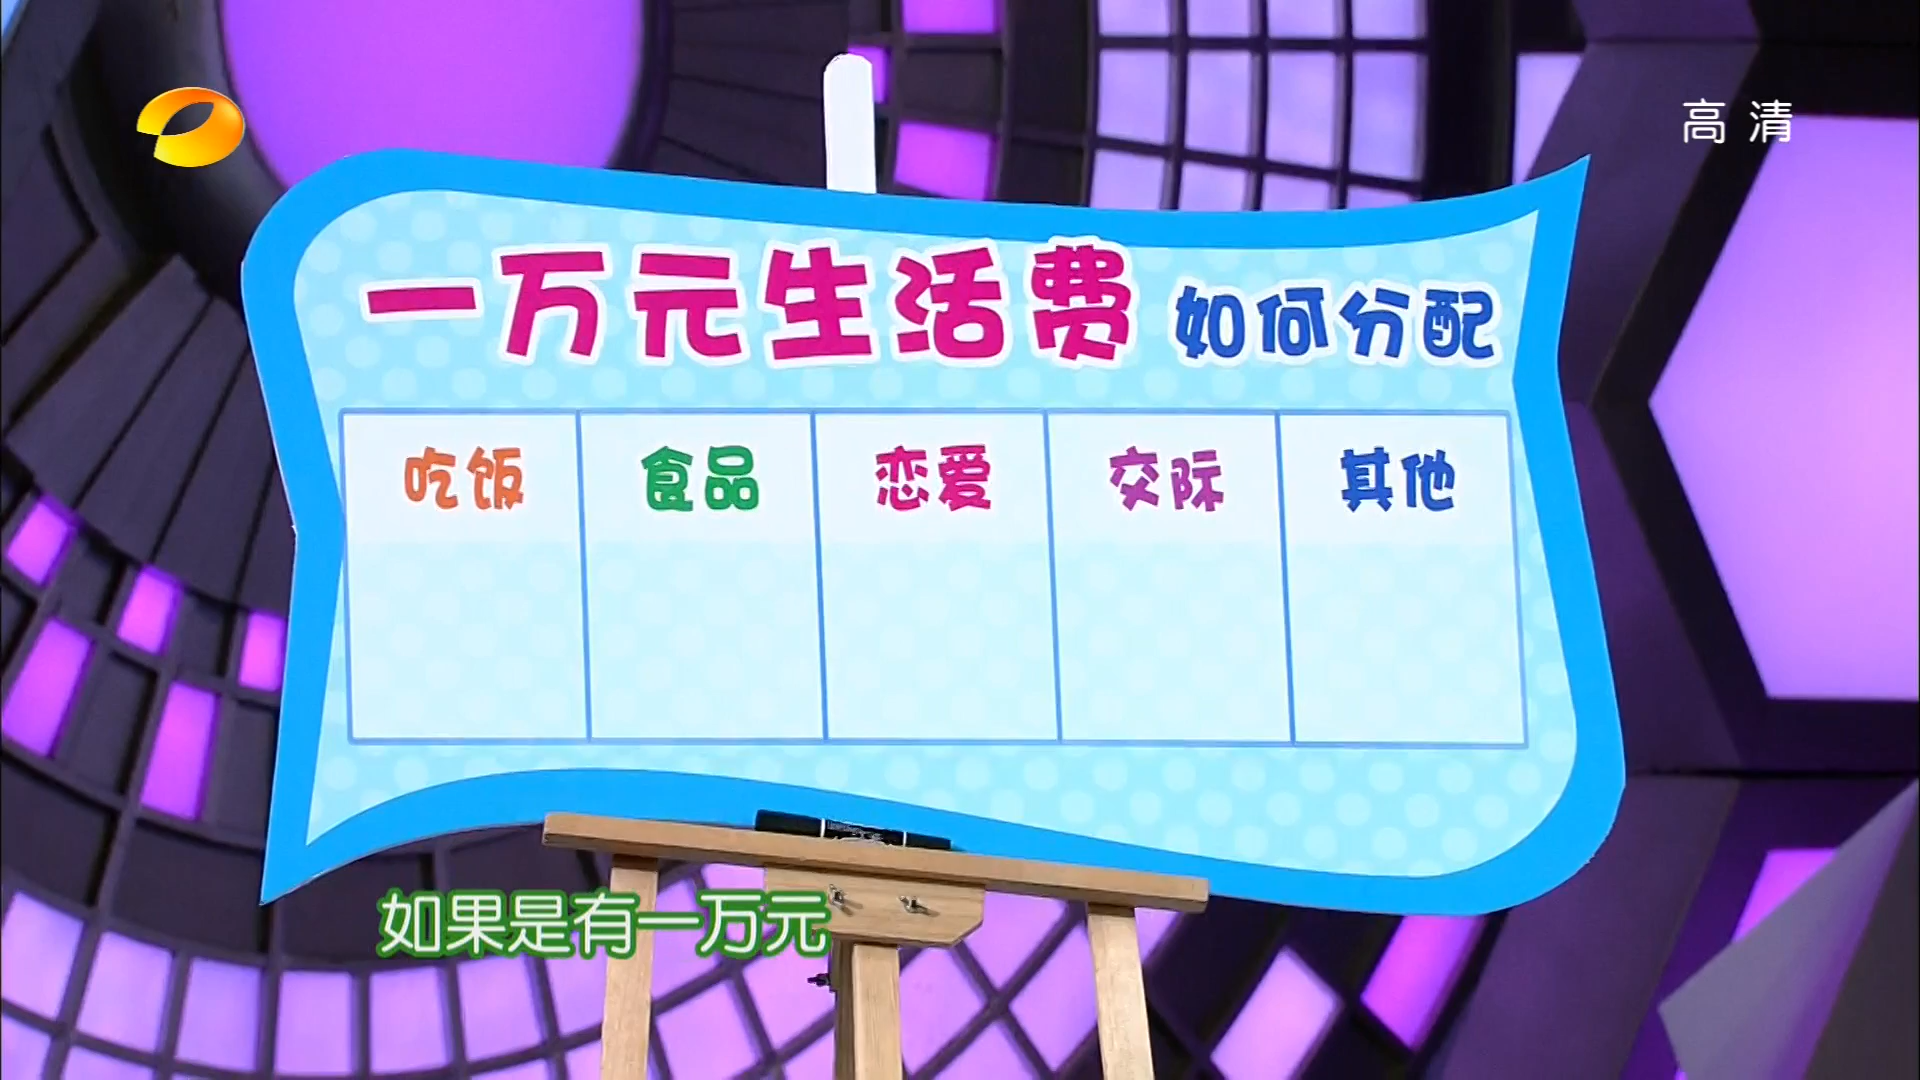 高清
一万元生活费 如何分配
吃饭 食品 恋爱 交际 其他
如果是有一万元